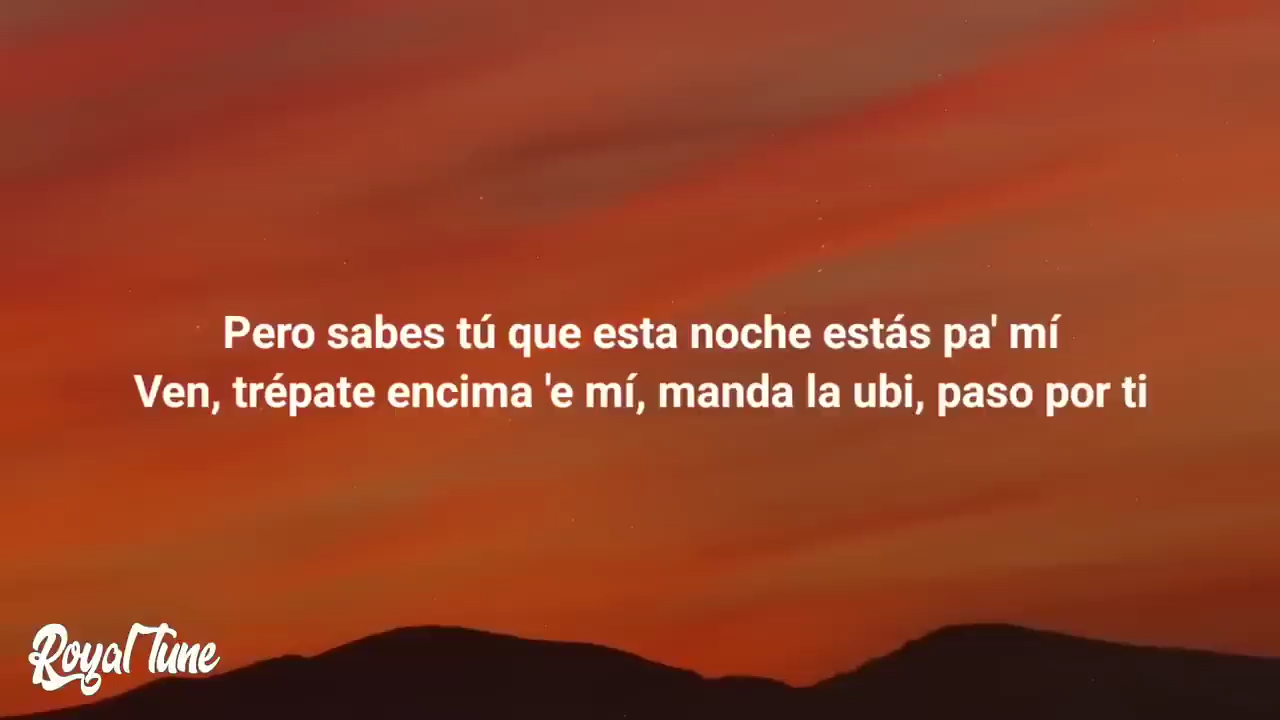 Pero sabes tú que esta noche estás pa' mí
Ven, trépate encima 'e mí, manda la ubi, paso por ti
Royal Tune